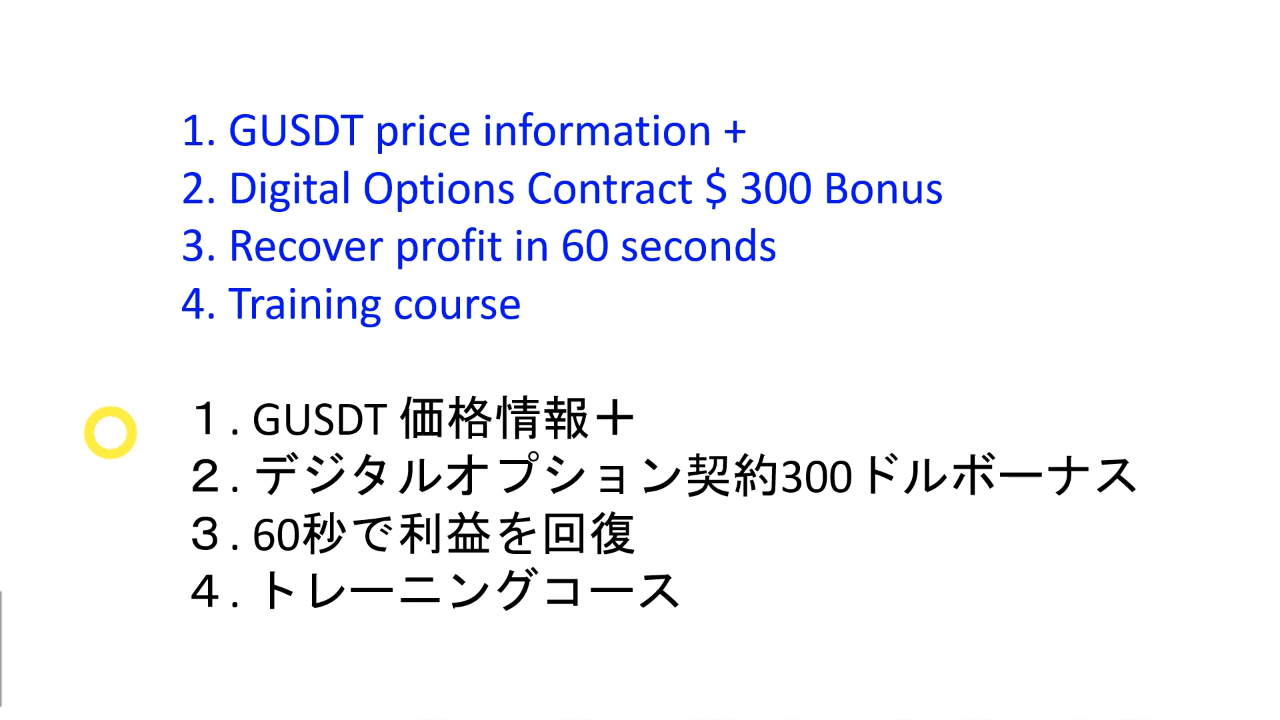 1. GUSDT price information +
2. Digital Options Contract $ 300 Bonus
3. Recover profit in 60 seconds
4. Training course
１. GUSDT 価格情報＋
２. デジタルオプション契約300ドルボーナス
３. 60秒で利益を回復
４. トレーニングコース